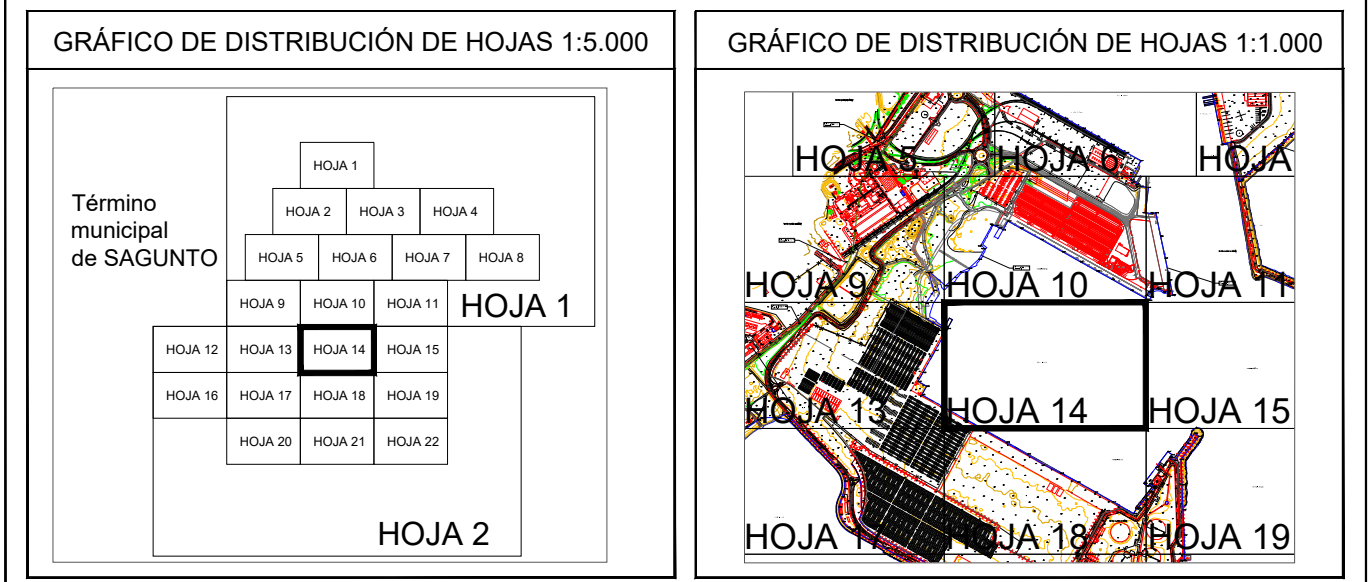 GRÁFICO DE DISTRIBUCIÓN DE HOJAS 1:5.000
Término
municipal
de SAGUNTO
HOJA 1
HOJA 2 HOJA 3 HOJA 4
HOJA 5 HOJA 6 HOJA 7 HOJA 8
HOJA 9 HOJA 10 HOJA 11 HOJA 1
HOJA 12 HOJA 13 HOJA 14 HOJA 15
HOJA 16 HOJA 17 HOJA 18 HOJA 19
HOJA 20 HOJA 21 HOJA 22
HOJA 2
GRÁFICO DE DISTRIBUCIÓN DE HOJAS 1:1.000
HOJA 5 HOJA 6 HOJA
HOJA 9 HOJA 10 HOJA 11
HOJA 13 HOJA 14 HOJA 15
HOJA 17 HOJA 18 HOJA 19